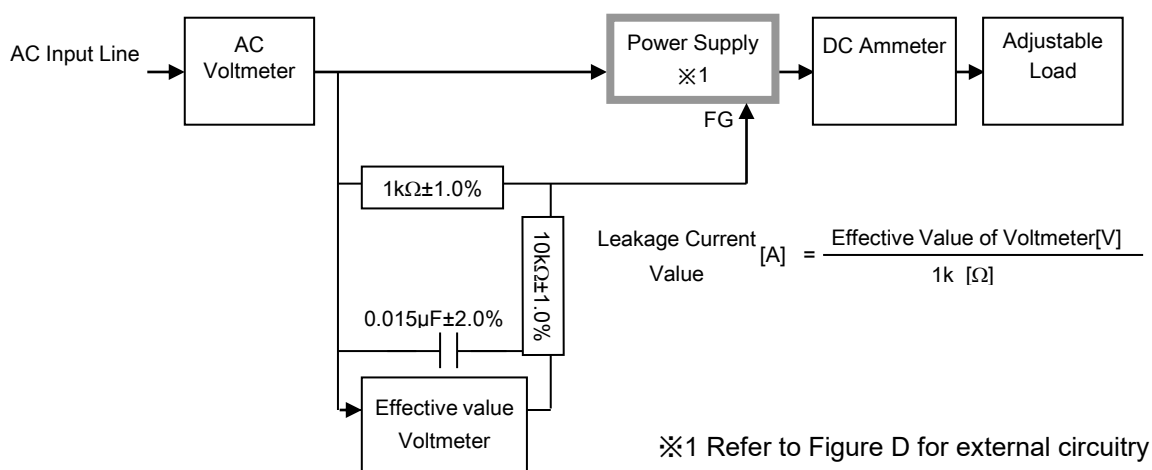 AC Input Line
AC
Voltmeter
Power Supply
※1
DC Ammeter
Adjustable
Load
FG
1kΩ±1.0%
10kΩ±1.0%
0.015µF±2.0%
Effective value
Voltmeter
Leakage Current
Value
[A] =
Effective Value of Voltmeter[V]
1k [Ω]
※1 Refer to Figure D for external circuitry